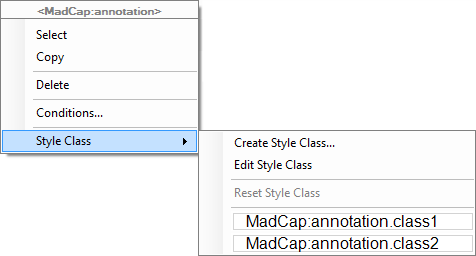 <MadCap:annotation>
Select
Copy
Delete
Conditions...
Style Class
Create Style Class...
Edit Style Class
Reset Style Class
MadCap:annotation.class1
MadCap:annotation.class2